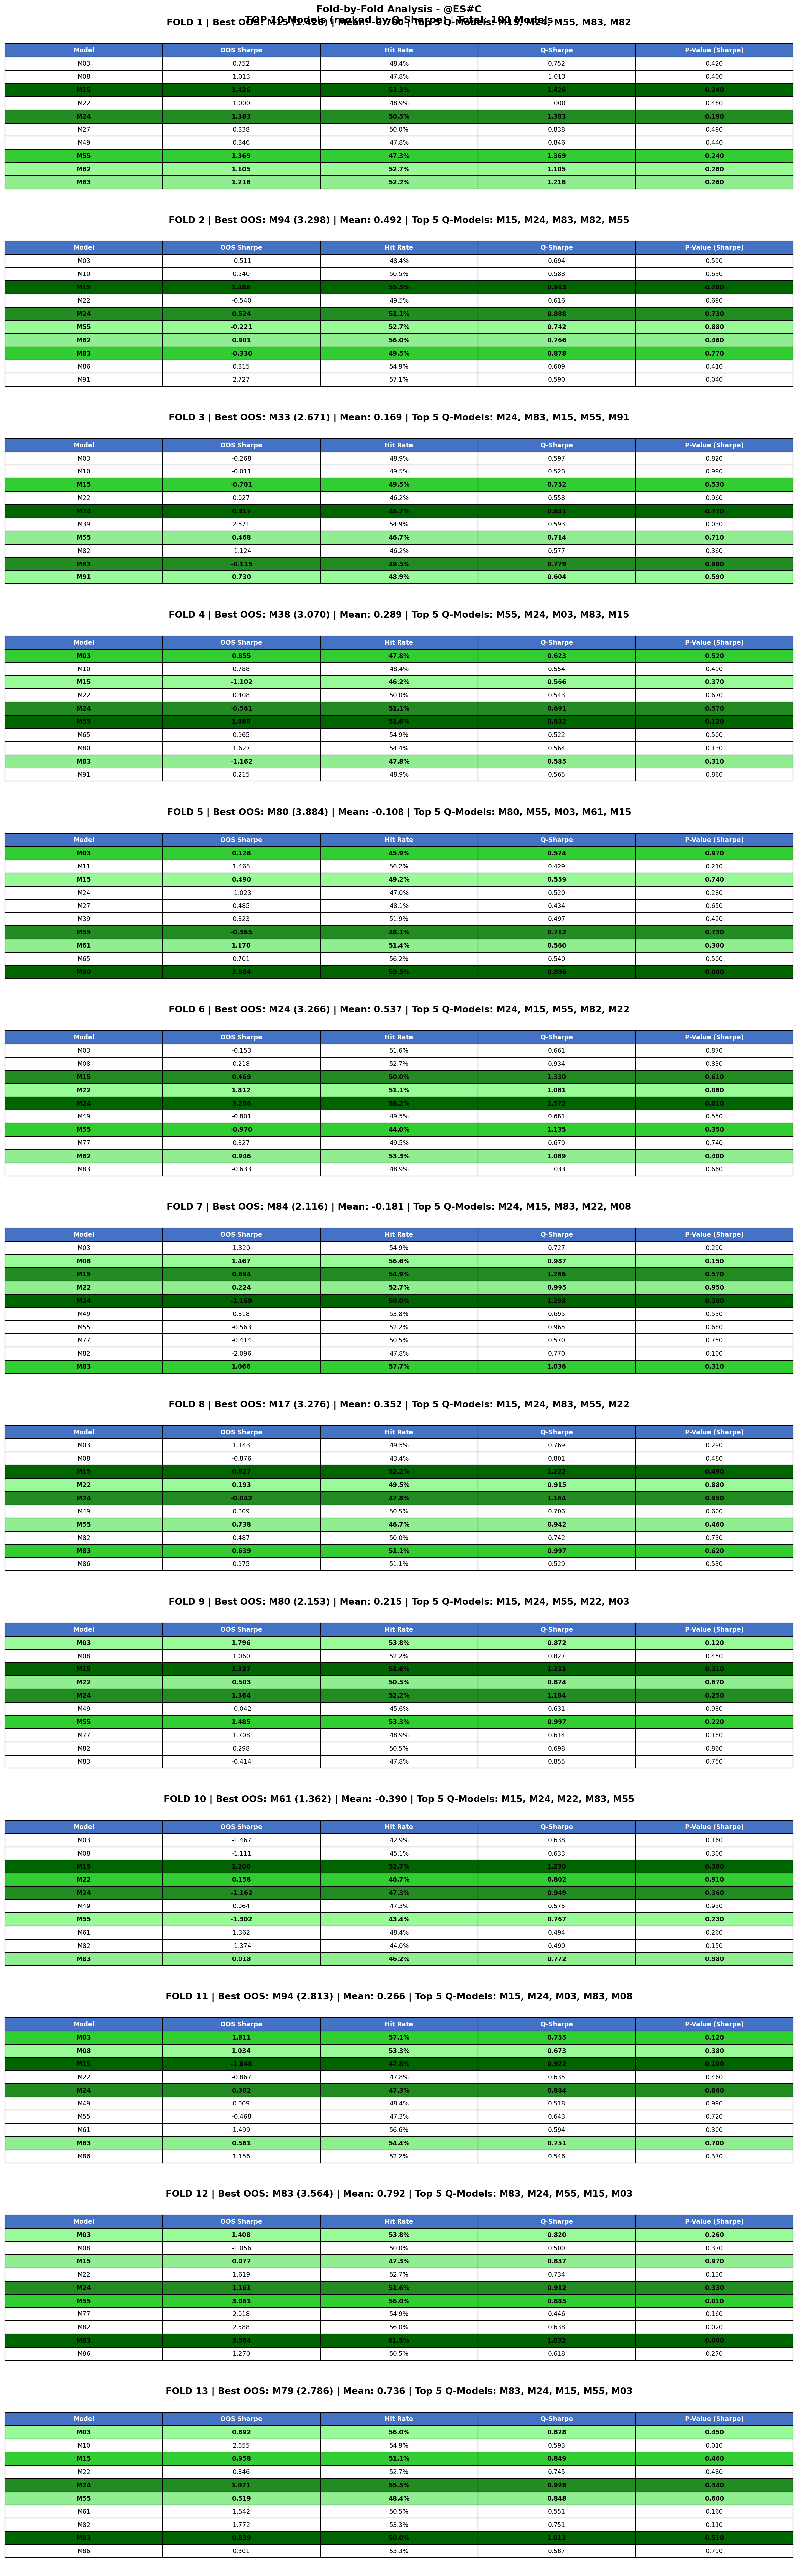 Fold-by-Fold Analysis - @ES#C
TOP 10 Models (ranked by Q-Sharpe) | Total: 100 Models
FOLD 1 | Best OOS: M15 (1.426) | Mean: -0.700 | Top 5 Q-Models: M15, M24, M55, M83, M82
Model OOS Sharpe Hit Rate Q-Sharpe P-Value (Sharpe)
M03 0.752 48.4% 0.752 0.420
M08 1.013 47.8% 1.013 0.400
M15 1.426 53.3% 1.426 0.240
M22 1.000 48.9% 1.000 0.480
M24 1.383 50.5% 1.383 0.190
M27 0.838 50.0% 0.838 0.490
M49 0.846 47.8% 0.846 0.440
M55 1.369 47.3% 1.369 0.240
M82 1.105 52.7% 1.105 0.280
M83 1.218 52.2% 1.218 0.260
FOLD 2 | Best OOS: M94 (3.298) | Mean: 0.492 | Top 5 Q-Models: M15, M24, M83, M82, M55
Model OOS Sharpe Hit Rate Q-Sharpe P-Value (Sharpe)
M03 -0.511 48.4% 0.694 0.590
M10 0.540 50.5% 0.588 0.630
M15 1.466 55.5% 0.913 0.200
M22 -0.540 49.5% 0.616 0.690
M24 0.524 51.1% 0.888 0.730
M55 -0.221 52.7% 0.742 0.880
M82 0.901 56.0% 0.766 0.460
M83 -0.330 49.5% 0.878 0.770
M86 0.815 54.9% 0.609 0.410
M91 2.727 57.1% 0.590 0.040
FOLD 3 | Best OOS: M33 (2.671) | Mean: 0.169 | Top 5 Q-Models: M24, M83, M15, M55, M91
Model OOS Sharpe Hit Rate Q-Sharpe P-Value (Sharpe)
M03 -0.268 48.9% 0.597 0.820
M10 -0.011 49.5% 0.528 0.990
M15 -0.701 49.5% 0.752 0.530
M22 0.027 46.2% 0.558 0.960
M24 0.317 46.7% 0.831 0.770
M39 2.671 54.9% 0.593 0.030
M55 0.468 46.7% 0.714 0.710
M82 -1.124 46.2% 0.577 0.360
M83 -0.115 49.5% 0.779 0.900
M91 0.730 48.9% 0.604 0.590
FOLD 4 | Best OOS: M38 (3.070) | Mean: 0.289 | Top 5 Q-Models: M55, M24, M03, M83, M15
Model OOS Sharpe Hit Rate Q-Sharpe P-Value (Sharpe)
M03 0.855 47.8% 0.623 0.520
M10 0.788 48.4% 0.554 0.490
M15 -1.102 46.2% 0.566 0.370
M22 0.408 50.0% 0.543 0.670
M24 -0.561 51.1% 0.691 0.570
M55 1.888 51.6% 0.832 0.120
M65 0.965 54.9% 0.522 0.500
M80 1.627 54.4% 0.564 0.130
M83 -1.162 47.8% 0.585 0.310
M91 0.215 48.9% 0.565 0.860
FOLD 5 | Best OOS: M80 (3.884) | Mean: -0.108 | Top 5 Q-Models: M80, M55, M03, M61, M15
Model OOS Sharpe Hit Rate Q-Sharpe P-Value (Sharpe)
M03 0.128 45.9% 0.574 0.970
M11 1.465 56.2% 0.429 0.210
M15 0.490 49.2% 0.559 0.740
M24 -1.023 47.0% 0.520 0.280
M27 0.485 48.1% 0.434 0.650
M39 0.823 51.9% 0.497 0.420
M55 -0.365 48.1% 0.712 0.730
M61 1.170 51.4% 0.560 0.300
M65 0.701 56.2% 0.540 0.500
M80 3.884 59.5% 0.896 0.000
FOLD 6 | Best OOS: M24 (3.266) | Mean: 0.537 | Top 5 Q-Models: M24, M15, M55, M82, M22
Model OOS Sharpe Hit Rate Q-Sharpe P-Value (Sharpe)
M03 -0.153 51.6% 0.661 0.870
M08 0.218 52.7% 0.934 0.830
M15 0.469 50.0% 1.330 0.610
M22 1.812 51.1% 1.081 0.080
M24 3.266 58.2% 1.572 0.010
M49 -0.801 49.5% 0.681 0.550
M55 -0.970 44.0% 1.135 0.350
M77 0.327 49.5% 0.679 0.740
M82 0.946 53.3% 1.089 0.400
M83 -0.633 48.9% 1.033 0.660
FOLD 7 | Best OOS: M84 (2.116) | Mean: -0.181 | Top 5 Q-Models: M24, M15, M83, M22, M08
Model OOS Sharpe Hit Rate Q-Sharpe P-Value (Sharpe)
M03 1.320 54.9% 0.727 0.290
M08 1.467 56.6% 0.987 0.150
M15 0.694 54.9% 1.266 0.570
M22 0.224 52.7% 0.995 0.950
M24 -1.169 50.0% 1.298 0.300
M49 0.818 53.8% 0.695 0.530
M55 -0.563 52.2% 0.965 0.680
M77 -0.414 50.5% 0.570 0.750
M82 -2.096 47.8% 0.770 0.100
M83 1.066 57.7% 1.036 0.310
FOLD 8 | Best OOS: M17 (3.276) | Mean: 0.352 | Top 5 Q-Models: M15, M24, M83, M55, M22
Model OOS Sharpe Hit Rate Q-Sharpe P-Value (Sharpe)
M03 1.143 49.5% 0.769 0.290
M08 -0.876 43.4% 0.801 0.480
M15 0.827 52.2% 1.222 0.490
M22 0.193 49.5% 0.915 0.880
M24 -0.042 47.8% 1.164 0.950
M49 0.809 50.5% 0.706 0.600
M55 0.738 46.7% 0.942 0.460
M82 0.487 50.0% 0.742 0.730
M83 0.639 51.1% 0.997 0.620
M86 0.975 51.1% 0.529 0.530
FOLD 9 | Best OOS: M80 (2.153) | Mean: 0.215 | Top 5 Q-Models: M15, M24, M55, M22, M03
Model OOS Sharpe Hit Rate Q-Sharpe P-Value (Sharpe)
M03 1.796 53.8% 0.872 0.120
M08 1.060 52.2% 0.827 0.450
M15 1.327 51.6% 1.233 0.310
M22 0.503 50.5% 0.874 0.670
M24 1.364 52.2% 1.184 0.250
M49 -0.042 45.6% 0.631 0.980
M55 1.485 53.3% 0.997 0.220
M77 1.708 48.9% 0.614 0.180
M82 0.298 50.5% 0.698 0.860
M83 -0.414 47.8% 0.855 0.750
FOLD 10 | Best OOS: M61 (1.362) | Mean: -0.390 | Top 5 Q-Models: M15, M24, M22, M83, M55
Model OOS Sharpe Hit Rate Q-Sharpe P-Value (Sharpe)
M03 -1.467 42.9% 0.638 0.160
M08 -1.111 45.1% 0.633 0.300
M15 1.200 52.7% 1.230 0.300
M22 0.158 46.7% 0.802 0.910
M24 -1.162 47.3% 0.949 0.360
M49 0.064 47.3% 0.575 0.930
M55 -1.302 43.4% 0.767 0.230
M61 1.362 48.4% 0.494 0.260
M82 -1.374 44.0% 0.490 0.150
M83 0.018 46.2% 0.772 0.980
FOLD 11 | Best OOS: M94 (2.813) | Mean: 0.266 | Top 5 Q-Models: M15, M24, M03, M83, M08
Model OOS Sharpe Hit Rate Q-Sharpe P-Value (Sharpe)
M03 1.811 57.1% 0.755 0.120
M08 1.034 53.3% 0.673 0.380
M15 -1.848 47.8% 0.922 0.100
M22 -0.867 47.8% 0.635 0.460
M24 0.302 47.3% 0.884 0.860
M49 0.009 48.4% 0.518 0.990
M55 -0.468 47.3% 0.643 0.720
M61 1.499 56.6% 0.594 0.300
M83 0.561 54.4% 0.751 0.700
M86 1.156 52.2% 0.546 0.370
FOLD 12 | Best OOS: M83 (3.564) | Mean: 0.792 | Top 5 Q-Models: M83, M24, M55, M15, M03
Model OOS Sharpe Hit Rate Q-Sharpe P-Value (Sharpe)
M03 1.408 53.8% 0.820 0.260
M08 -1.056 50.0% 0.500 0.370
M15 0.077 47.3% 0.837 0.970
M22 1.619 52.7% 0.734 0.130
M24 1.161 51.6% 0.912 0.330
M55 3.061 56.0% 0.885 0.010
M77 2.018 54.9% 0.446 0.160
M82 2.588 56.0% 0.638 0.020
M83 3.564 61.5% 1.032 0.000
M86 1.270 50.5% 0.618 0.270
FOLD 13 | Best OOS: M79 (2.786) | Mean: 0.736 | Top 5 Q-Models: M83, M24, M15, M55, M03
Model OOS Sharpe Hit Rate Q-Sharpe P-Value (Sharpe)
M03 0.892 56.0% 0.828 0.450
M10 2.655 54.9% 0.593 0.010
M15 0.958 51.1% 0.849 0.460
M22 0.846 52.7% 0.745 0.480
M24 1.071 55.5% 0.928 0.340
M55 0.519 48.4% 0.848 0.600
M61 1.542 50.5% 0.551 0.160
M82 1.772 53.3% 0.751 0.110
M83 0.839 50.0% 1.013 0.510
M86 0.301 53.3% 0.587 0.790